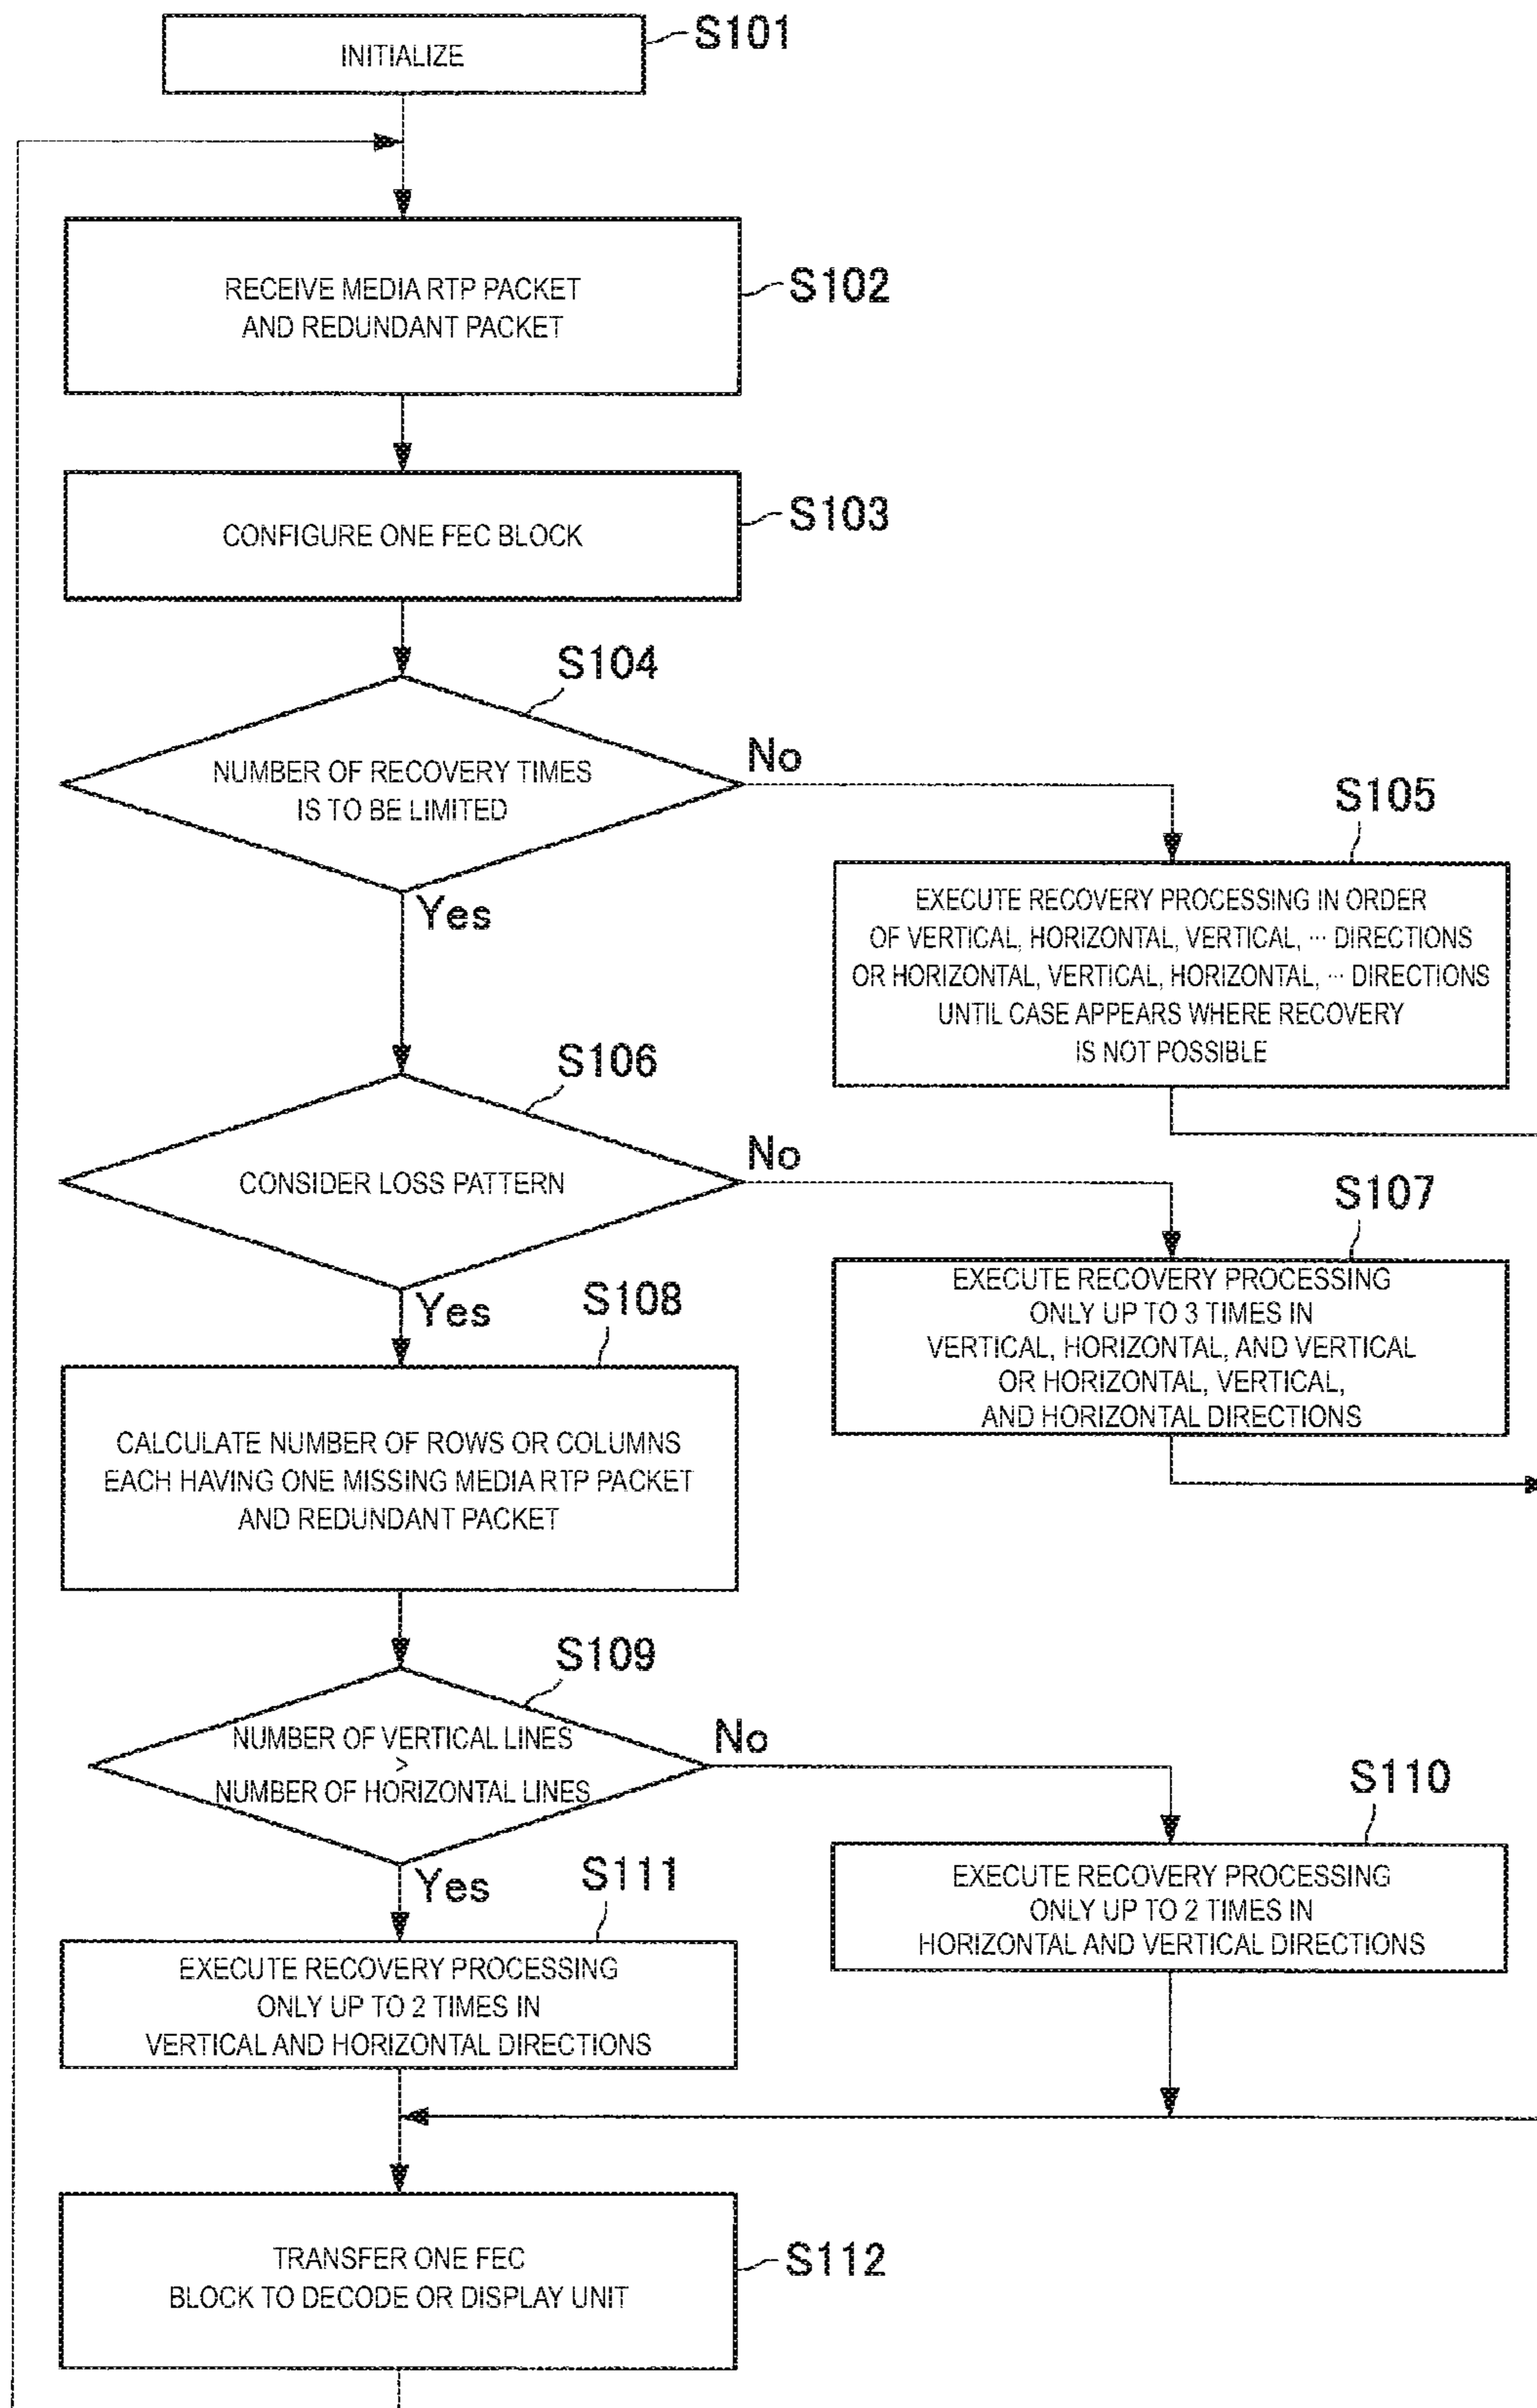 INITIALIZE
S101
RECEIVE MEDIA RTP PACKET
AND REDUNDANT PACKET
S102
CONFIGURE ONE FEC BLOCK
S103
S104
NUMBER OF RECOVERY TIMES
IS TO BE LIMITED
No
Yes
S105
EXECUTE RECOVERY PROCESSING IN ORDER
OF VERTICAL, HORIZONTAL, VERTICAL, ··· DIRECTIONS
OR HORIZONTAL, VERTICAL, HORIZONTAL, ··· DIRECTIONS
UNTIL CASE APPEARS WHERE RECOVERY
IS NOT POSSIBLE
S106
CONSIDER LOSS PATTERN
No
Yes
S107
EXECUTE RECOVERY PROCESSING
ONLY UP TO 3 TIMES IN
VERTICAL, HORIZONTAL, AND VERTICAL
OR HORIZONTAL, VERTICAL,
AND HORIZONTAL DIRECTIONS
S108
CALCULATE NUMBER OF ROWS OR COLUMNS
EACH HAVING ONE MISSING MEDIA RTP PACKET
AND REDUNDANT PACKET
S109
NUMBER OF VERTICAL LINES
>
NUMBER OF HORIZONTAL LINES
No
Yes
S110
EXECUTE RECOVERY PROCESSING
ONLY UP TO 2 TIMES IN
HORIZONTAL AND VERTICAL DIRECTIONS
S111
EXECUTE RECOVERY PROCESSING
ONLY UP TO 2 TIMES IN
VERTICAL AND HORIZONTAL DIRECTIONS
TRANSFER ONE FEC
BLOCK TO DECODE OR DISPLAY UNIT
S112